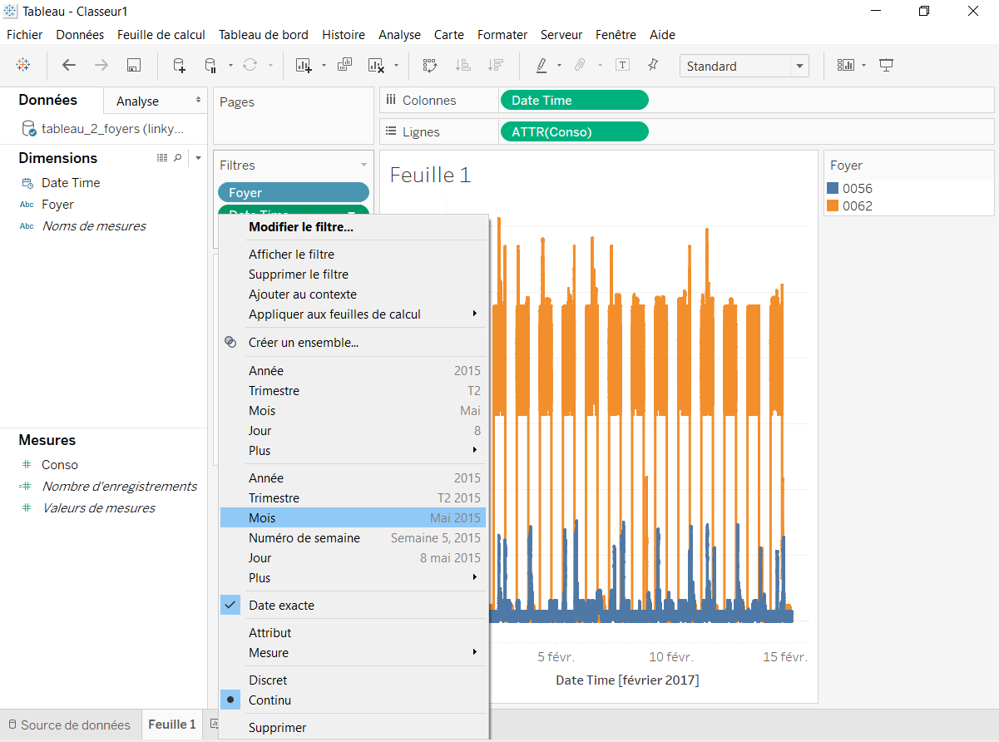 Tableau - Classeur1
Fichier Données Feuille de calcul Tableau de bord Histoire Analyse Carte Formater Serveur Fenêtre Aide
Standard
Données Analyse
tableau_2_foyers (linky...
Dimensions
Date Time
Abc Foyer
Abc Noms de mesures
Mesures
Conso
Nombre d'enregistrements
Valeurs de mesures
Pages
Colonnes Date Time
Lignes ATTR(Conso)
Filtres
Foyer
Date Time
Modifier le filtre...
Afficher le filtre
Supprimer le filtre
Ajouter au contexte
Appliquer aux feuilles de calcul
Créer un ensemble...
Année 2015
Trimestre T2
Mois Mai
Jour 8
Plus
Année 2015
Trimestre T2 2015
Mois Mai 2015
Numéro de semaine Semaine 5, 2015
Jour 8 mai 2015
Plus
Date exacte
Attribut
Mesure
Discret
Continu
Supprimer
Feuille 1
5 févr. 10 févr. 15 févr.
Date Time [février 2017]
Foyer
0056
0062
Source de données Feuille 1